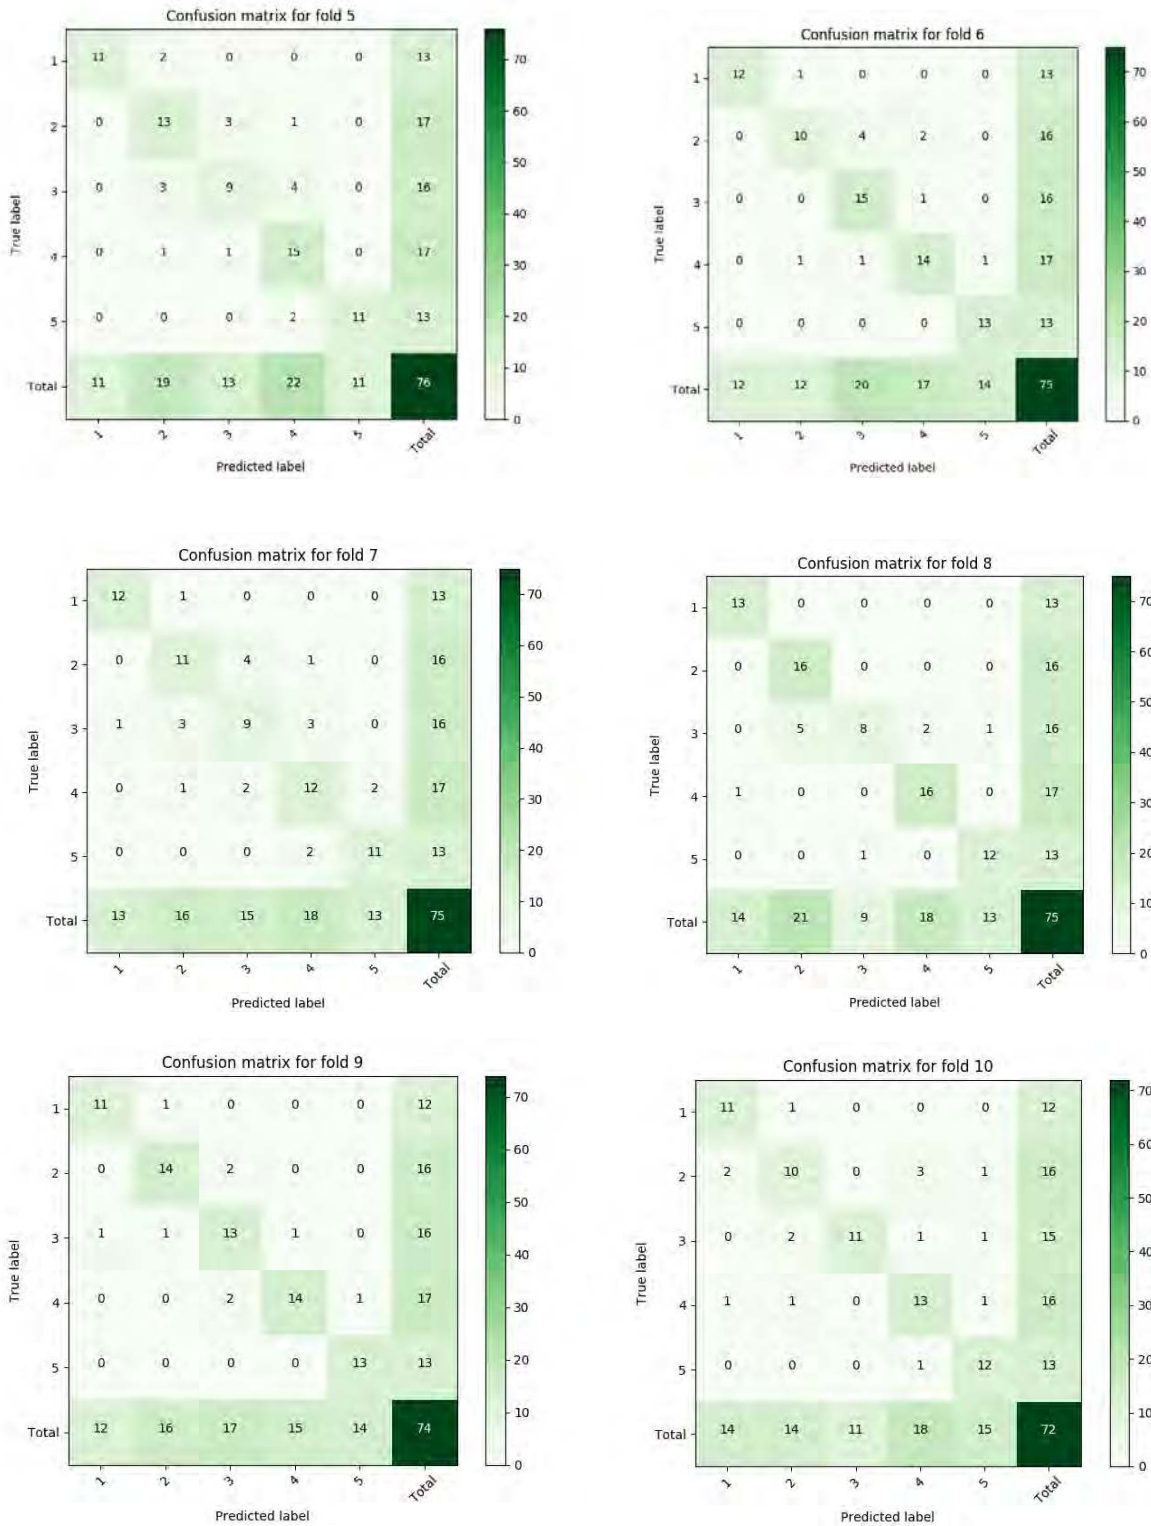 Confusion matrix for fold 5
1 11 2 0 0 0 13
2 0 13 3 1 0 17
3 0 3 9 4 0 16
4 0 1 1 15 0 17
5 0 0 0 2 11 13
Total 11 19 13 22 11 76
1 2 3 4 5 Total
True label
Predicted label
70
60
50
40
30
20
10
0
Confusion matrix for fold 6
1 12 1 0 0 0 13
2 0 10 4 2 0 16
3 0 0 15 1 0 16
4 0 1 1 14 1 17
5 0 0 0 0 13 13
Total 12 12 20 17 14 75
1 2 3 4 5 Total
True label
Predicted label
70
60
50
40
30
20
10
0
Confusion matrix for fold 7
1 12 1 0 0 0 13
2 0 11 4 1 0 16
3 1 3 9 3 0 16
4 0 1 2 12 2 17
5 0 0 0 2 11 13
Total 13 16 15 18 13 75
1 2 3 4 5 Total
True label
Predicted label
70
60
50
40
30
20
10
0
Confusion matrix for fold 8
1 13 0 0 0 0 13
2 0 16 0 0 0 16
3 0 5 8 2 1 16
4 1 0 0 16 0 17
5 0 0 1 0 12 13
Total 14 21 9 18 13 75
1 2 3 4 5 Total
True label
Predicted label
70
60
50
40
30
20
10
0
Confusion matrix for fold 9
1 11 1 0 0 0 12
2 0 14 2 0 0 16
3 1 1 13 1 0 16
4 0 0 2 14 1 17
5 0 0 0 0 13 13
Total 12 16 17 15 14 74
1 2 3 4 5 Total
True label
Predicted label
70
60
50
40
30
20
10
0
Confusion matrix for fold 10
1 11 1 0 0 0 12
2 2 10 0 3 1 16
3 0 2 11 1 1 15
4 1 1 0 13 1 16
5 0 0 0 1 12 13
Total 14 14 11 18 15 72
1 2 3 4 5 Total
True label
Predicted label
70
60
50
40
30
20
10
0